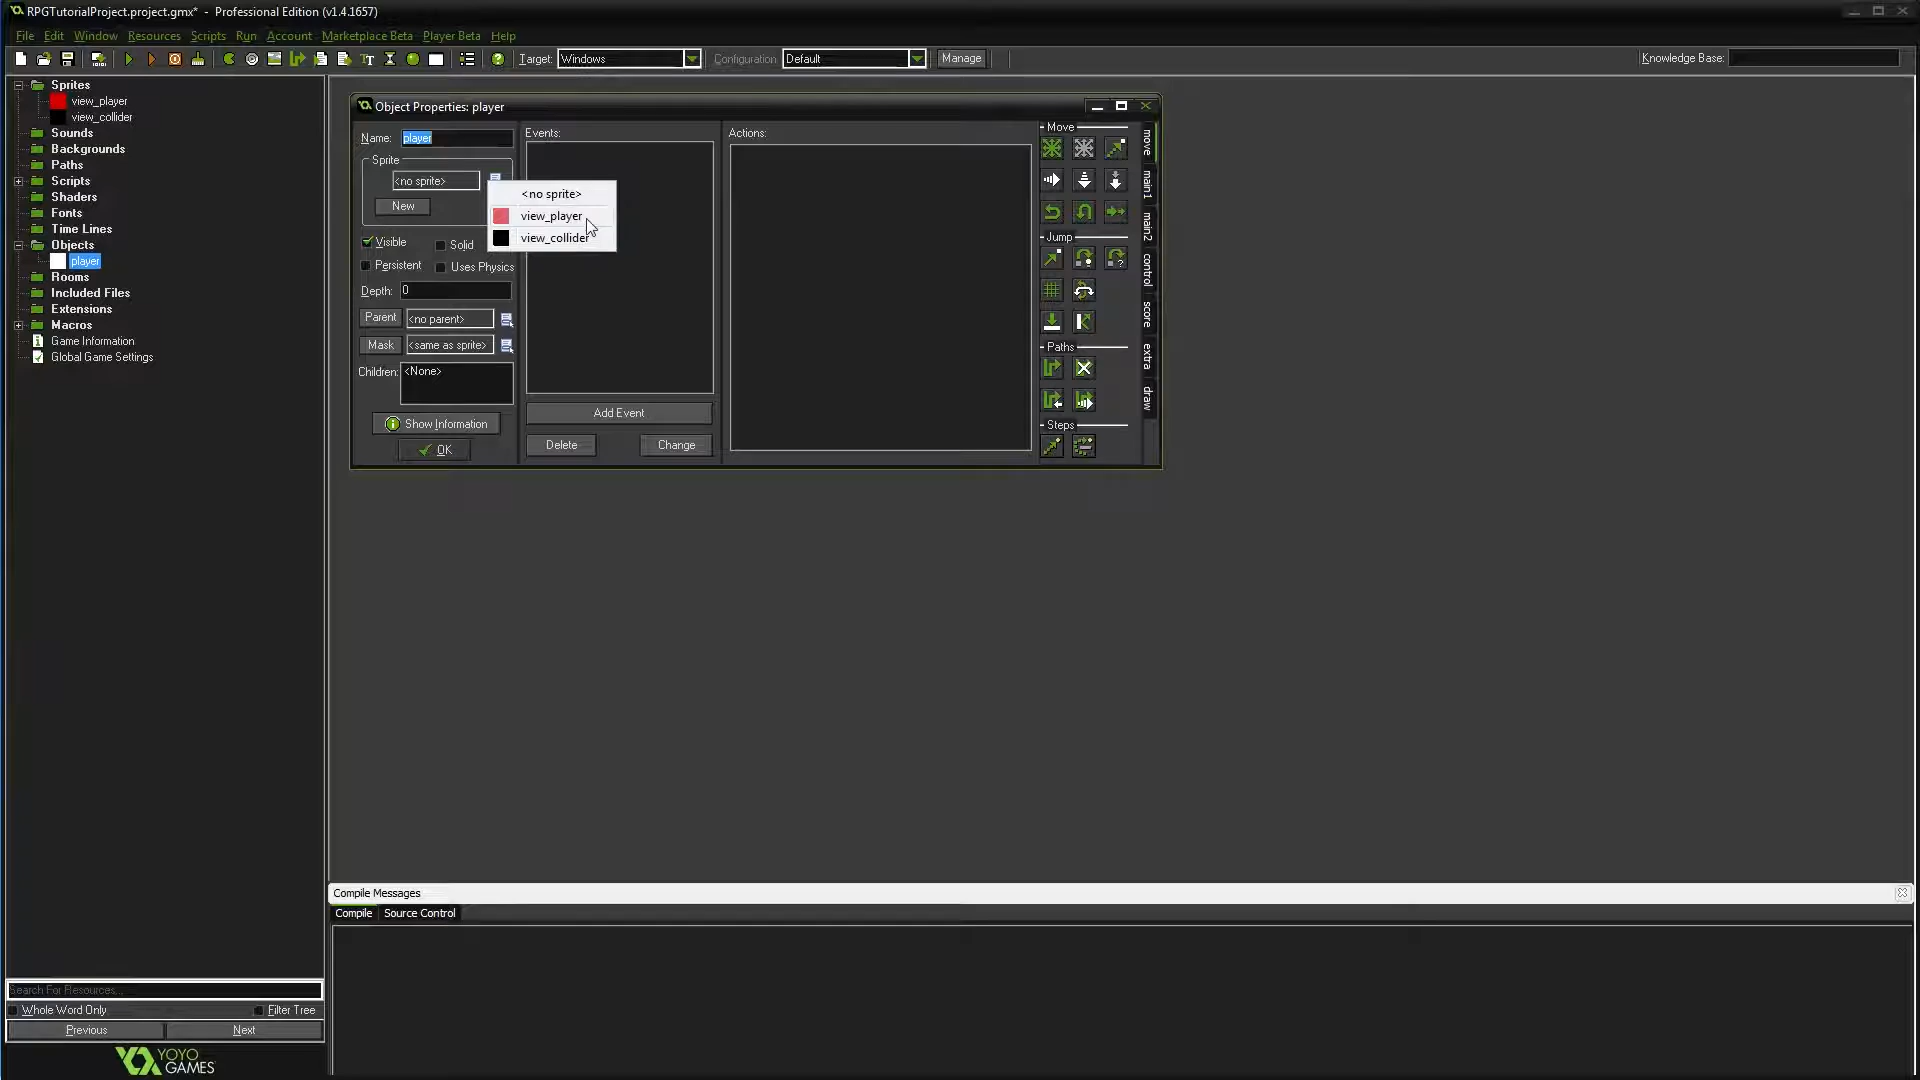 RPGTutorialProject.project.gmx* - Professional Edition (v1.4.1657)
File Edit Window Resources Scripts Run Account Marketplace Beta Player Beta Help
Target: Windows Configuration Default Manage Knowledge Base:
Sprites
view_player
view_collider
Sounds
Backgrounds
Paths
Scripts
Shaders
Fonts
Time Lines
Objects
player
Rooms
Included Files
Extensions
Macros
Game Information
Global Game Settings
Search For Resources...
Whole Word Only Filter Tree
Previous Next
YOYO
GAMES
Object Properties: player
Name: player
Sprite
<no sprite>
New
<no sprite>
view_player
view_collider
Visible Solid
Persistent Uses Physics
Depth: 0
Parent <no parent>
Mask <same as sprite>
Children: <None>
Show Information
OK
Events:
Add Event
Delete Change
Actions:
Move
Jump
Paths
Steps
move
main1
main2
control
score
extra
draw
Compile Messages
Compile Source Control